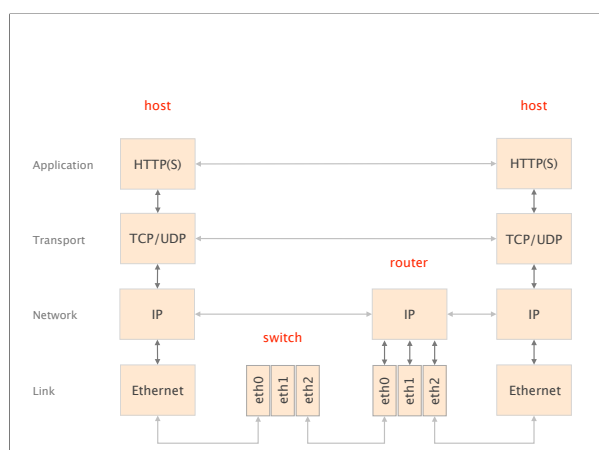 host
host
Application
HTTP(S)
HTTP(S)
Transport
TCP/UDP
TCP/UDP
router
Network
IP
IP
IP
switch
Link
Ethernet
eth0
eth1
eth2
eth0
eth1
eth2
Ethernet